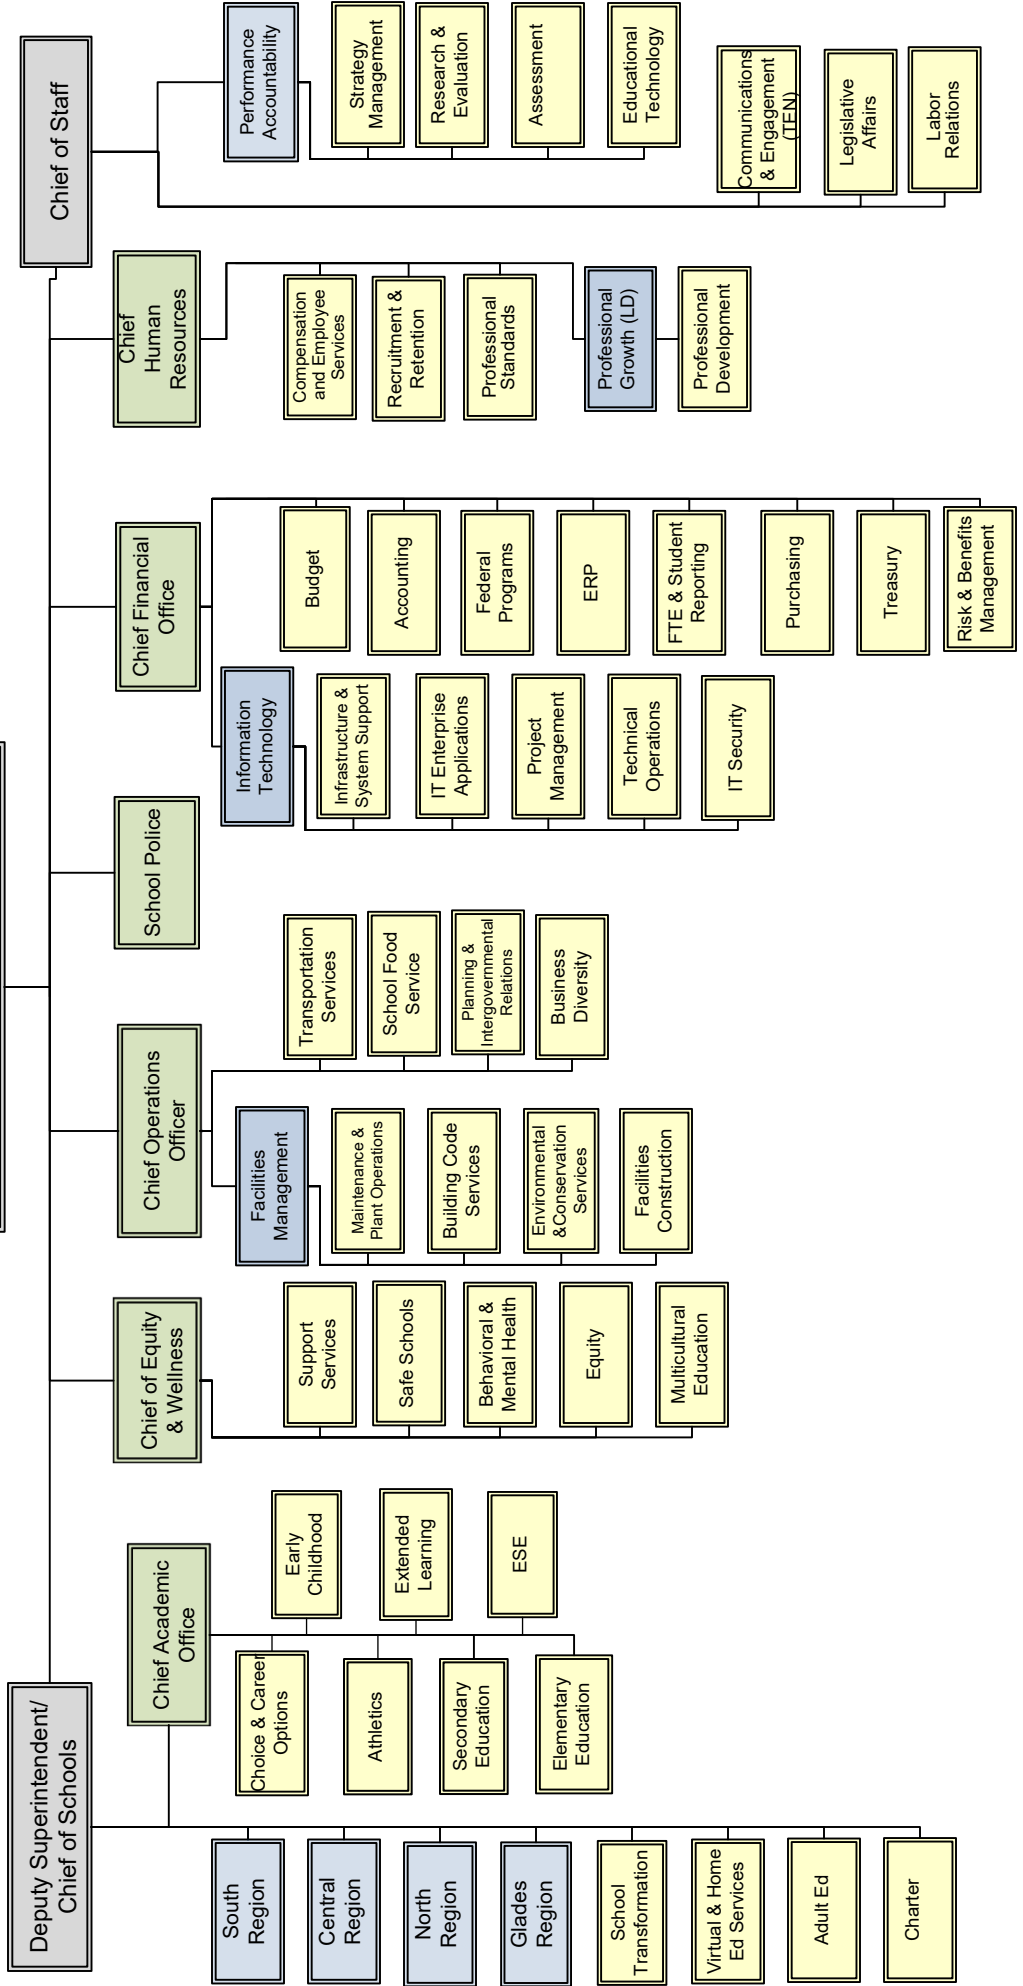 Deputy Superintendent/
Chief of Schools
South
Region
Central
Region
North
Region
Glades
Region
School
Transformation
Virtual & Home
Ed Services
Adult Ed
Charter
Chief Academic
Office
Choice & Career
Options
Athletics
Secondary
Education
Elementary
Education
Early
Childhood
Extended
Learning
ESE
Chief of Equity
& Wellness
Support
Services
Safe Schools
Behavioral &
Mental Health
Equity
Multicultural
Education
Chief Operations
Officer
Facilities
Management
Maintenance &
Plant Operations
Building Code
Services
Environmental
&Conservation
Services
Facilities
Construction
Transportation
Services
School Food
Service
Planning &
Intergovernmental
Relations
Business
Diversity
School Police
Chief Financial
Office
Information
Technology
Infrastructure &
System Support
IT Enterprise
Applications
Project
Management
Technical
Operations
IT Security
Budget
Accounting
Federal
Programs
ERP
FTE & Student
Reporting
Purchasing
Treasury
Risk & Benefits
Management
Chief
Human
Resources
Compensation
and Employee
Services
Recruitment &
Retention
Professional
Standards
Professional
Growth (LD)
Professional
Development
Chief of Staff
Performance
Accountability
Strategy
Management
Research &
Evaluation
Assessment
Educational
Technology
Communications
& Engagement
(TEN)
Legislative
Affairs
Labor
Relations